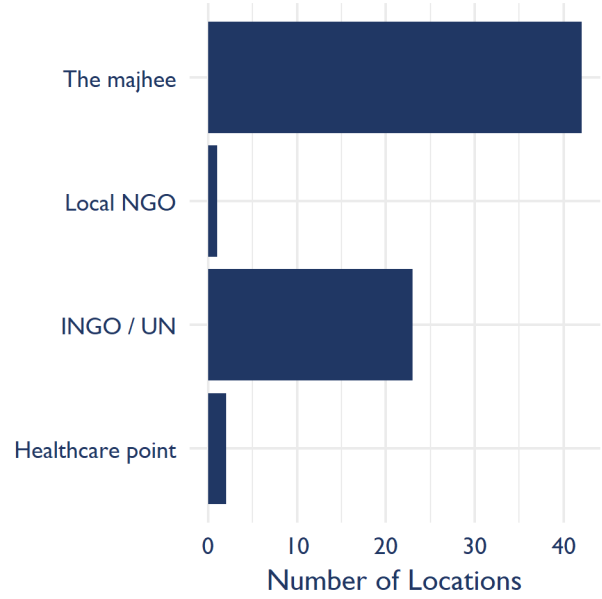 The majhee
Local NGO
INGO / UN
Healthcare point
0 10 20 30 40
Number of Locations